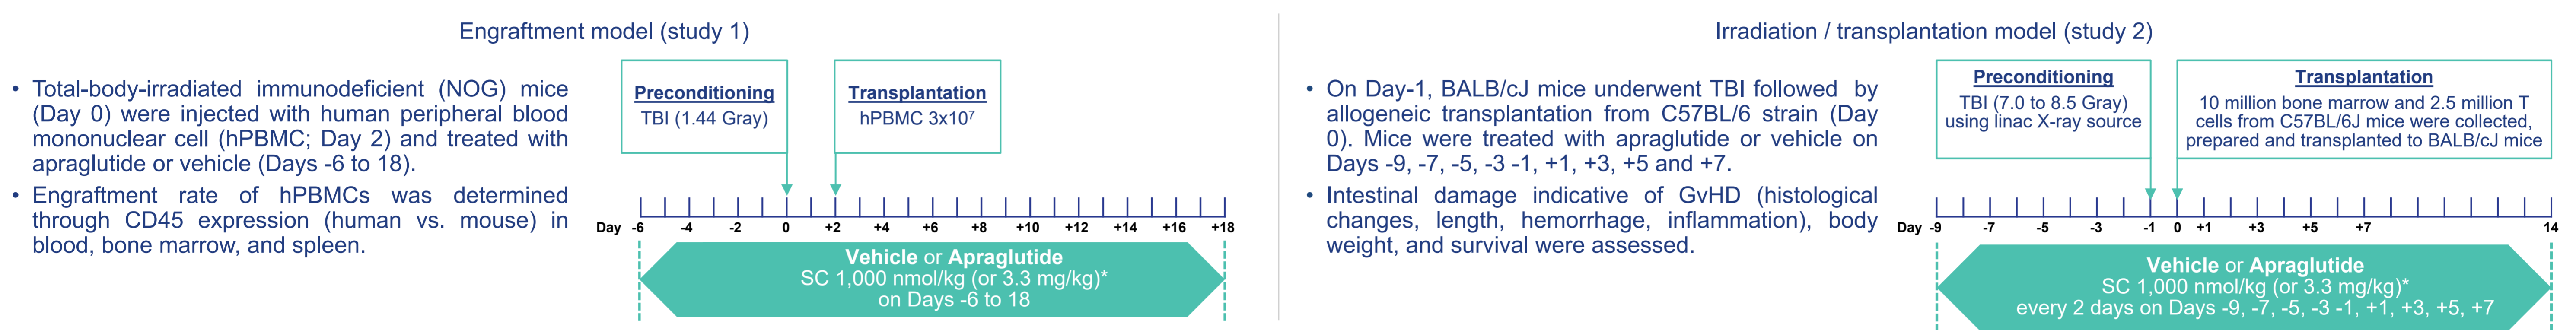 Engraftment model (study 1)
• Total-body-irradiated immunodeficient (NOG) mice
(Day 0) were injected with human peripheral blood
mononuclear cell (hPBMC; Day 2) and treated with
apraglutide or vehicle (Days -6 to 18).
• Engraftment rate of hPBMCs was determined
through CD45 expression (human vs. mouse) in
blood, bone marrow, and spleen.
Preconditioning
TBI (1.44 Gray)
Transplantation
hPBMC 3x10⁷
Day -6 -4 -2 0 +2 +4 +6 +8 +10 +12 +14 +16 +18
Vehicle or Apraglutide
SC 1,000 nmol/kg (or 3.3 mg/kg)*
on Days -6 to 18
Irradiation / transplantation model (study 2)
• On Day-1, BALB/cJ mice underwent TBI followed by
allogeneic transplantation from C57BL/6 strain (Day
0). Mice were treated with apraglutide or vehicle on
Days -9, -7, -5, -3 -1, +1, +3, +5 and +7.
• Intestinal damage indicative of GvHD (histological
changes, length, hemorrhage, inflammation), body
weight, and survival were assessed.
Preconditioning
TBI (7.0 to 8.5 Gray)
using linac X-ray source
Transplantation
10 million bone marrow and 2.5 million T
cells from C57BL/6J mice were collected,
prepared and transplanted to BALB/cJ mice
Day -9 -7 -5 -3 -1 0 +1 +3 +5 +7 14
Vehicle or Apraglutide
SC 1,000 nmol/kg (or 3.3 mg/kg)*
every 2 days on Days -9, -7, -5, -3 -1, +1, +3, +5, +7